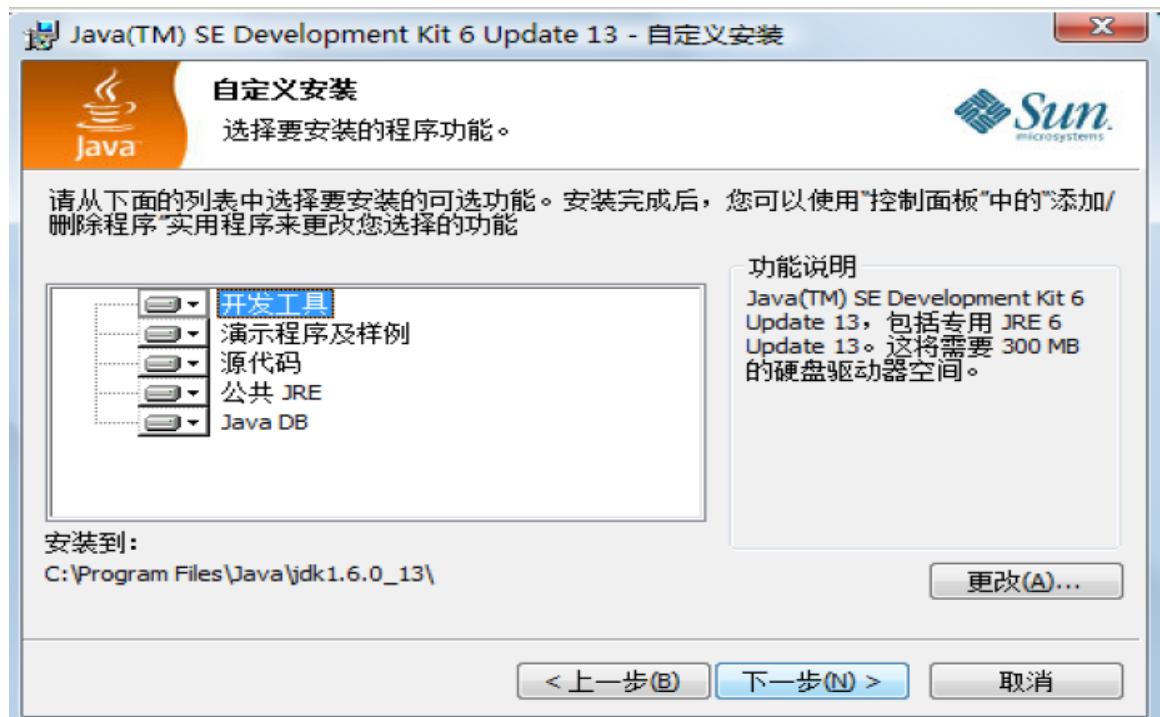 Java(TM) SE Development Kit 6 Update 13 - 自定义安装
Java
自定义安装
选择要安装的程序功能。
Sun
microsystems
请从下面的列表中选择要安装的可选功能。安装完成后，您可以使用"控制面板"中的"添加/
删除程序"实用程序来更改您选择的功能
开发工具
演示程序及样例
源代码
公共 JRE
Java DB
功能说明
Java(TM) SE Development Kit 6
Update 13，包括专用 JRE 6
Update 13。这将需要 300 MB
的硬盘驱动器空间。
安装到：
C:\Program Files\Java\jdk1.6.0_13\
更改(A)...
<上一步(B)
下一步(N) >
取消